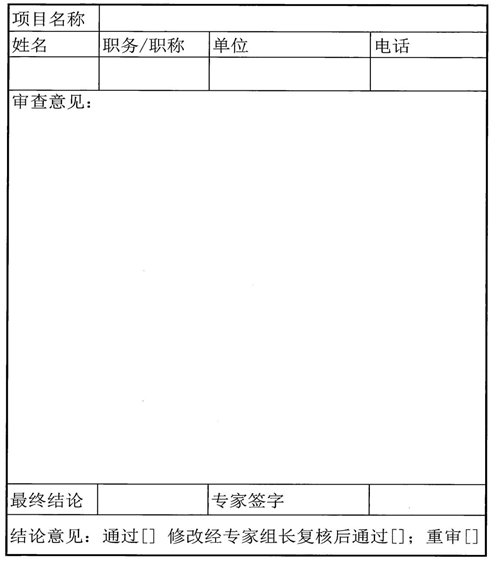 项目名称
姓名 职务/职称 单位 电话
审查意见：
最终结论 专家签字
结论意见：通过[] 修改经专家组长复核后通过[]；重审[]